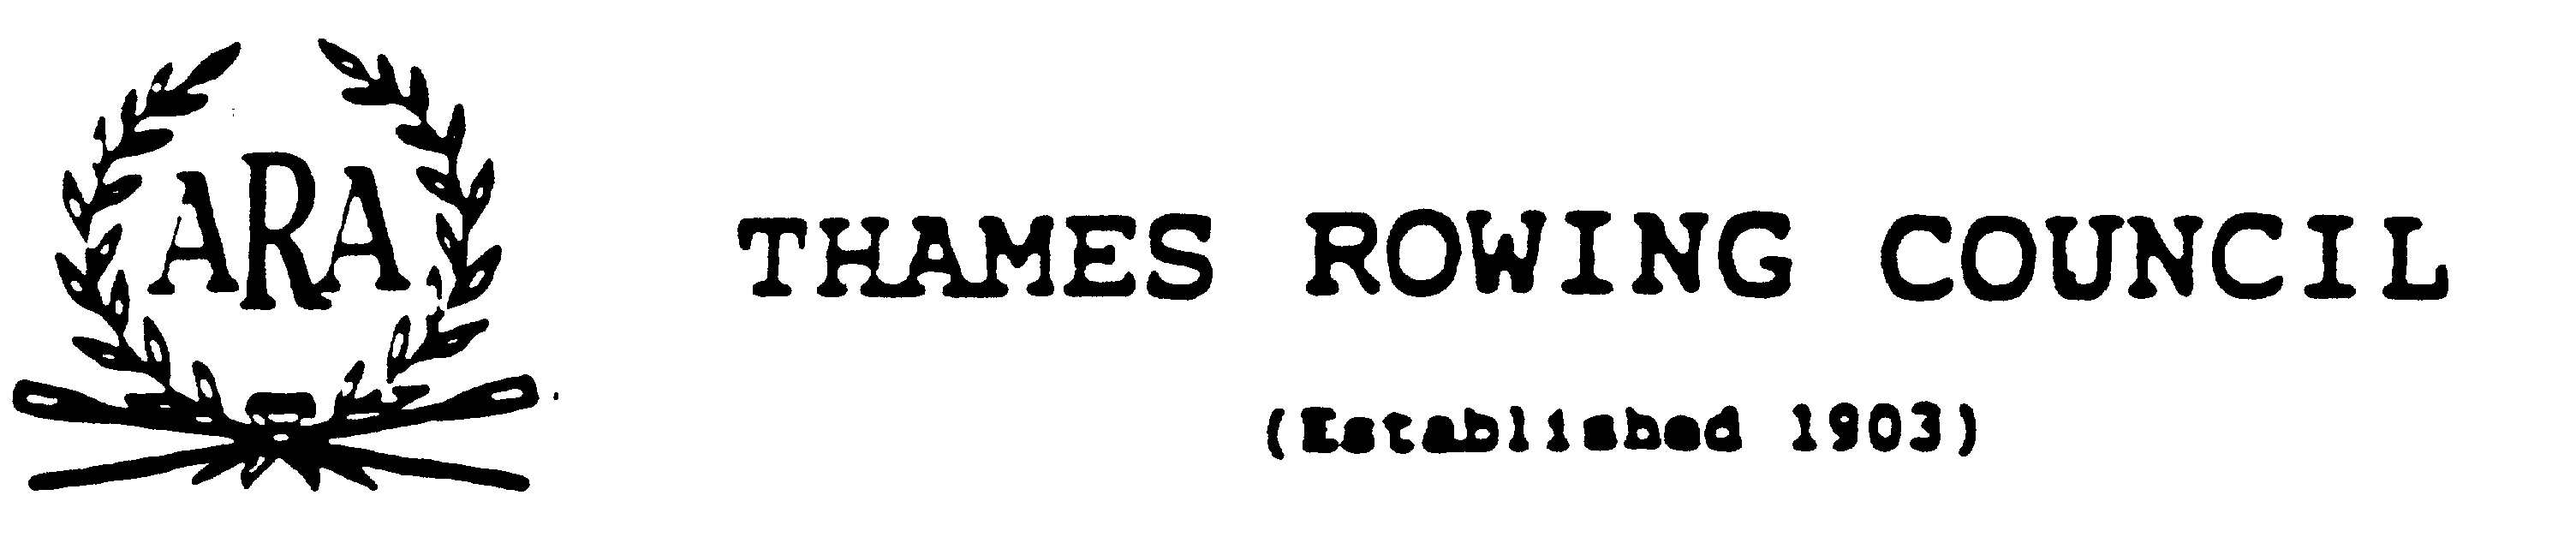 ARA
THAMES ROWING COUNCIL
(Established 1903)